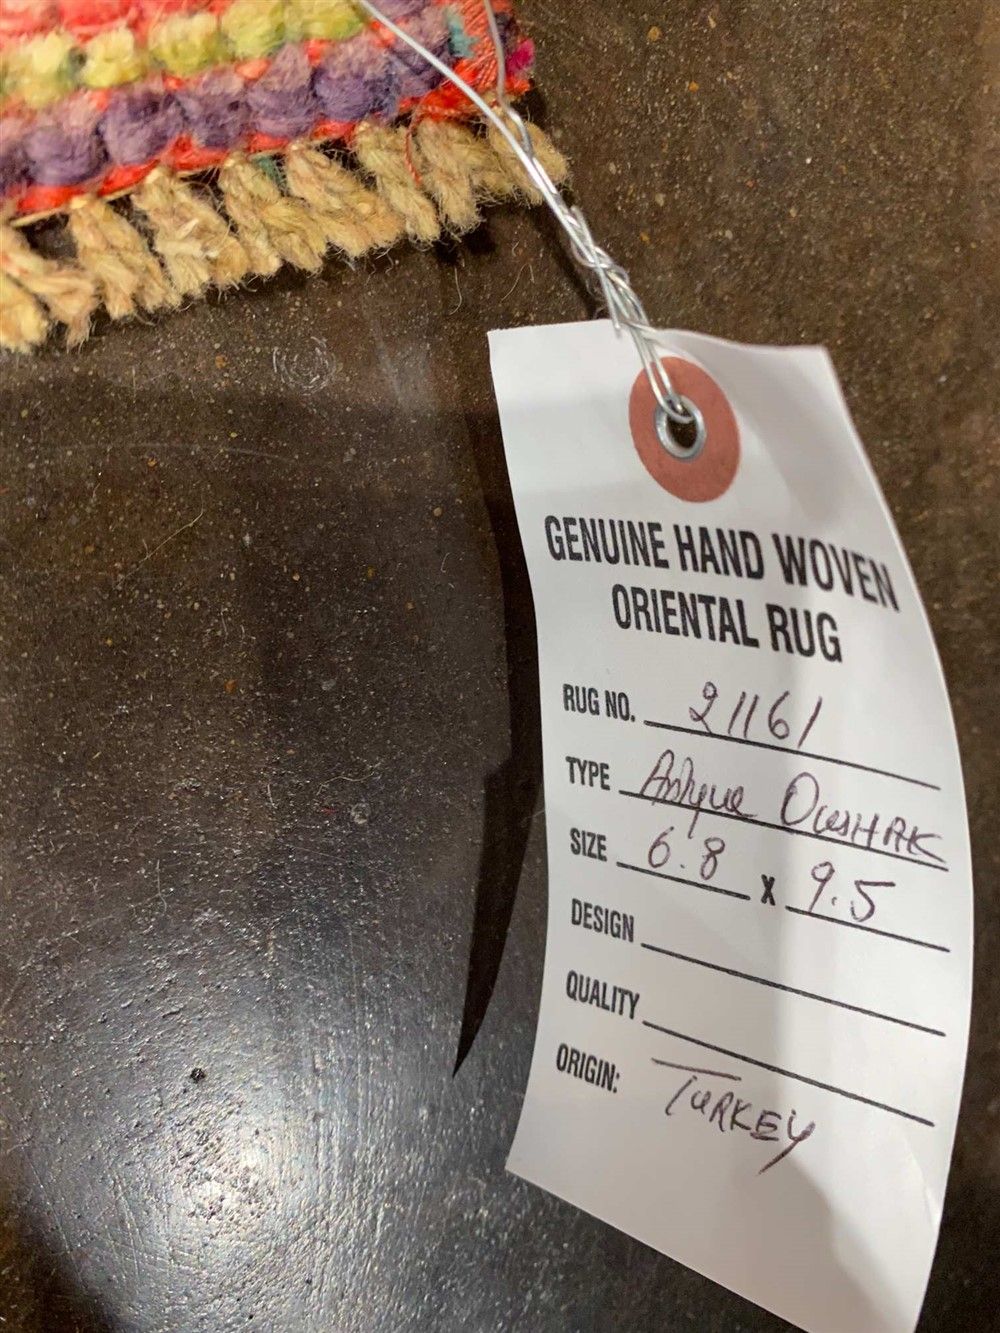 GENUINE HAND WOVEN
ORIENTAL RUG
RUG NO. 21161
TYPE Antique OUSHAK
SIZE 6.8 X 9.5
DESIGN
QUALITY
ORIGIN: TURKEY